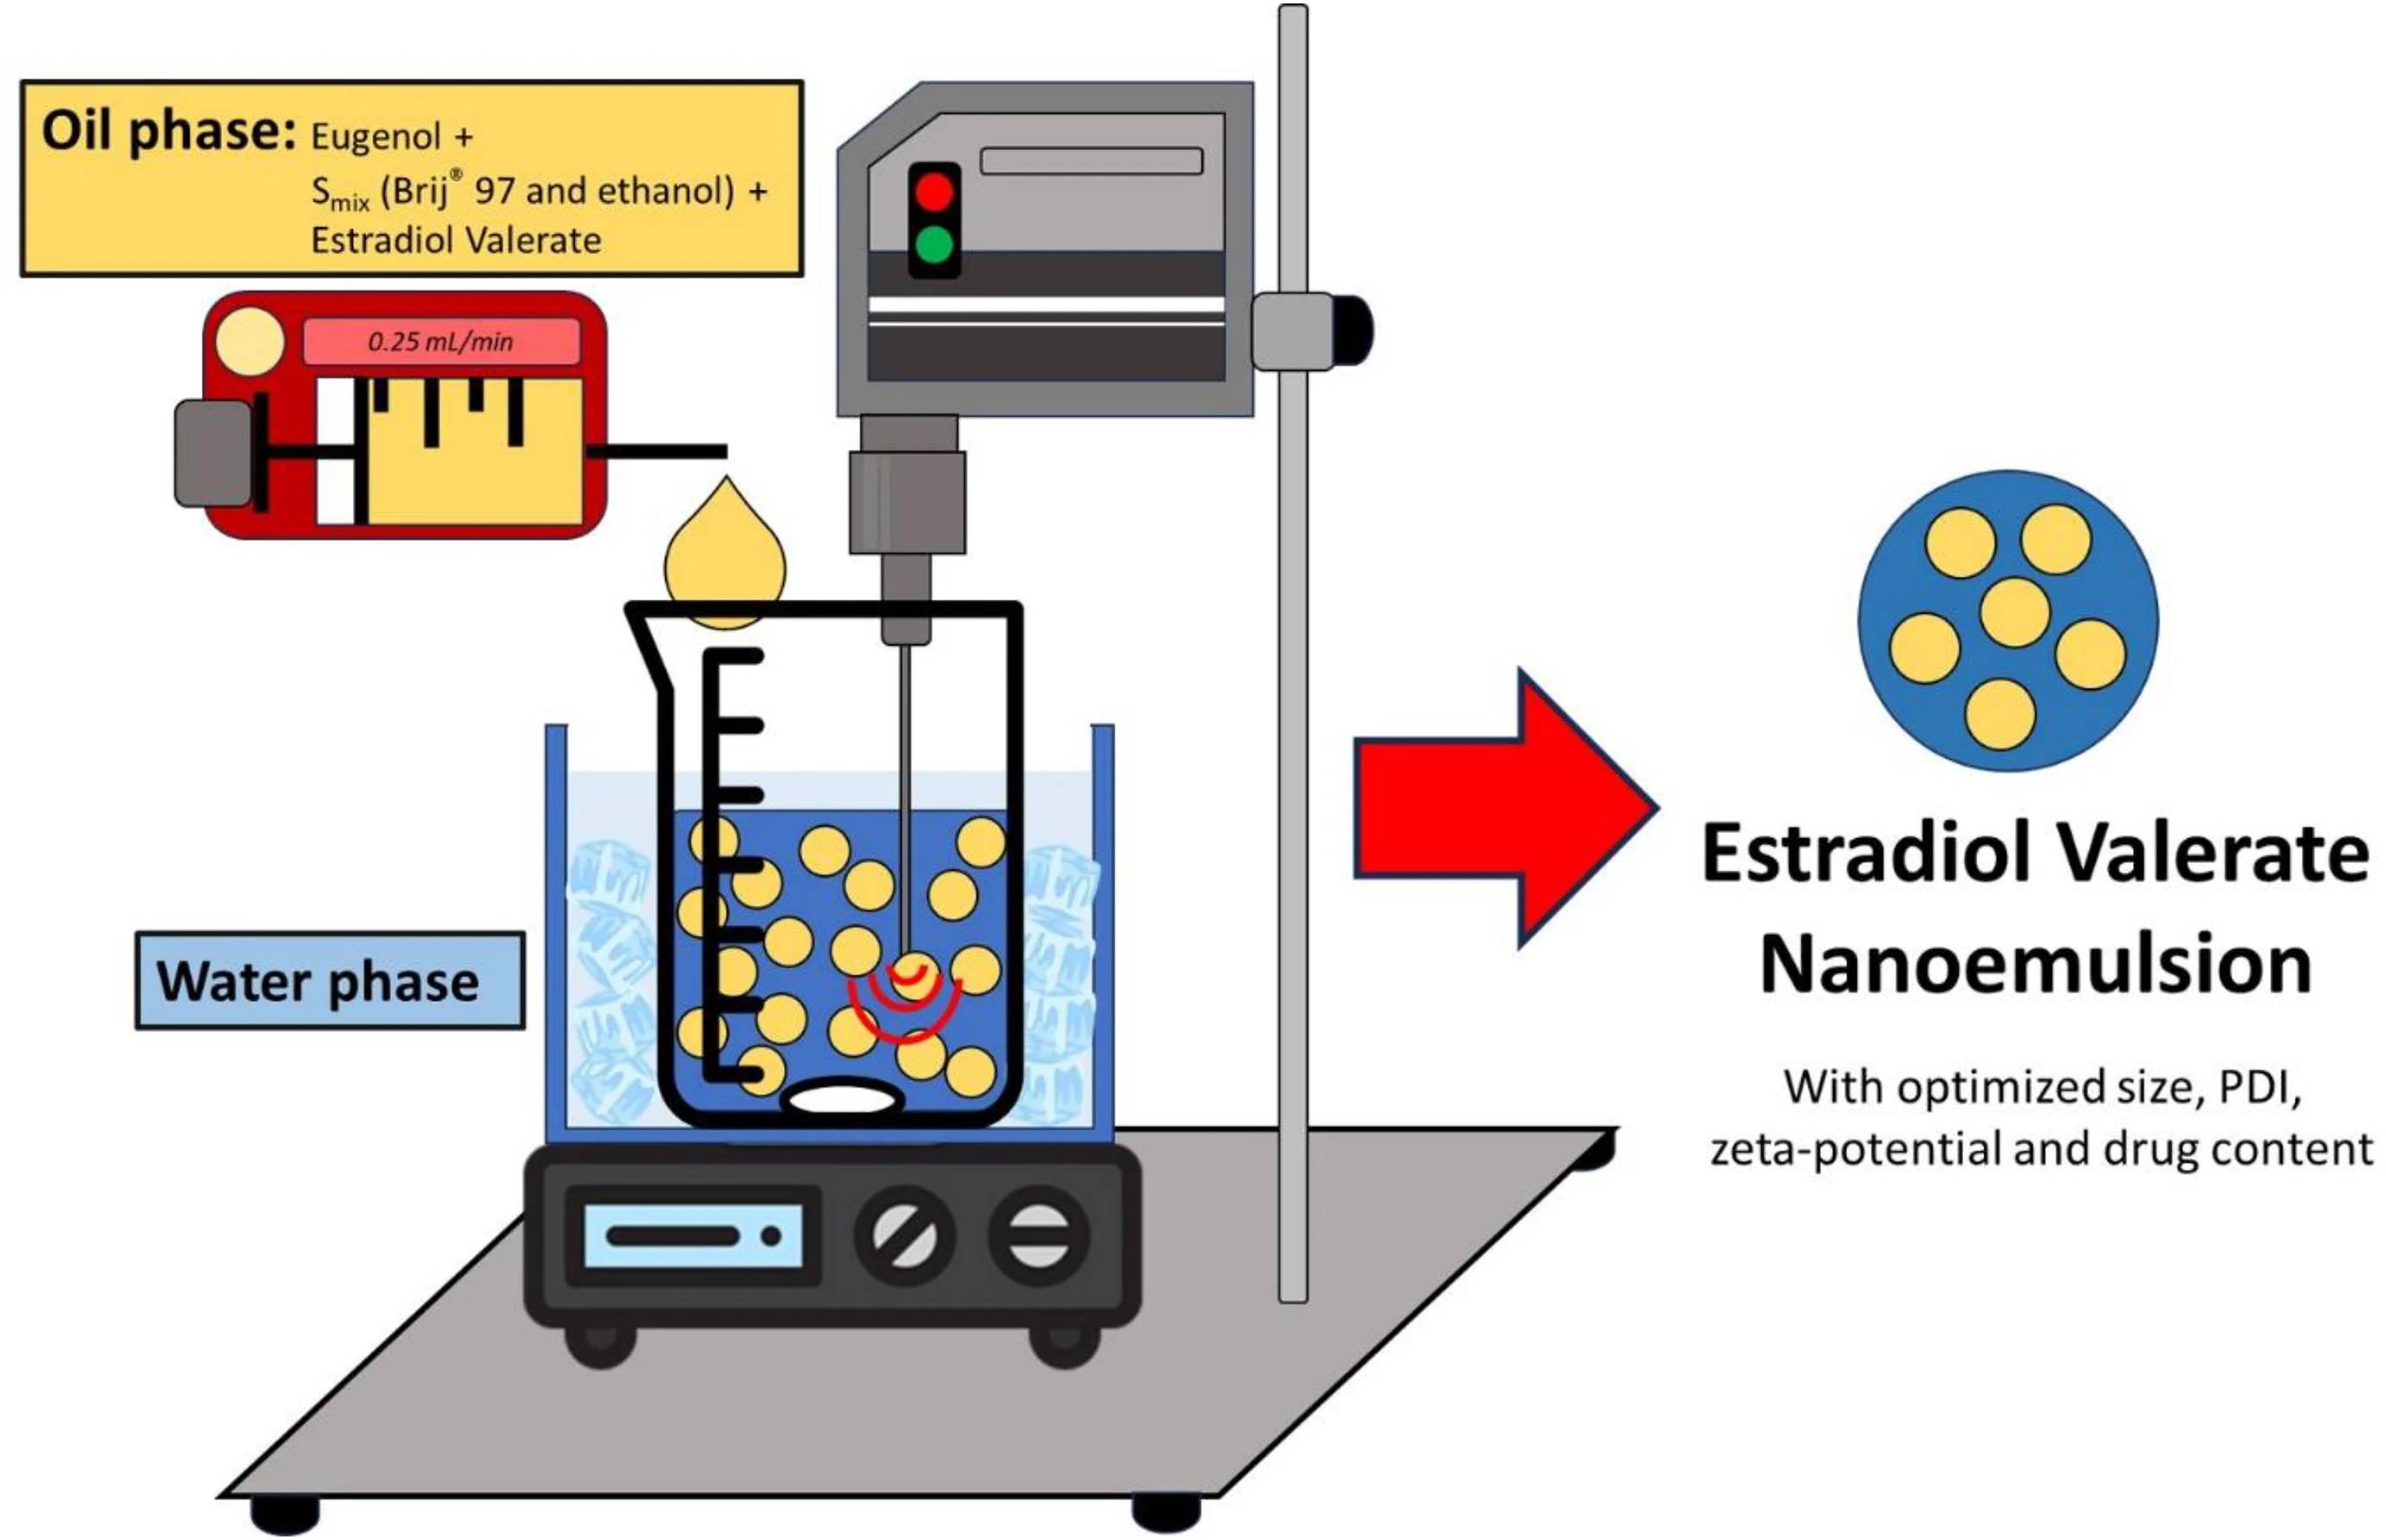 Oil phase: Eugenol +
Smix (Brij® 97 and ethanol) +
Estradiol Valerate
0.25 mL/min
Water phase
Estradiol Valerate
Nanoemulsion
With optimized size, PDI,
zeta-potential and drug content